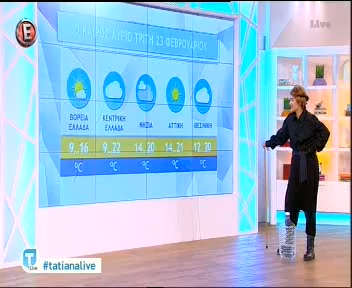 E
Live
Ο ΚΑΙΡΟΣ ΑΥΡΙΟ ΤΡΙΤΗ 23 ΦΕΒΡΟΥΑΡΙΟΥ
ΒΟΡΕΙΑ ΕΛΛΑΔΑ
ΚΕΝΤΡΙΚΗ ΕΛΛΑΔΑ
ΝΗΣΙΑ
ΑΤΤΙΚΗ
ΘΕΣ/ΝΙΚΗ
9..16
9..22
14..20
14..21
12..20
°C
°C
°C
°C
°C
T LIVE
#tatianalive